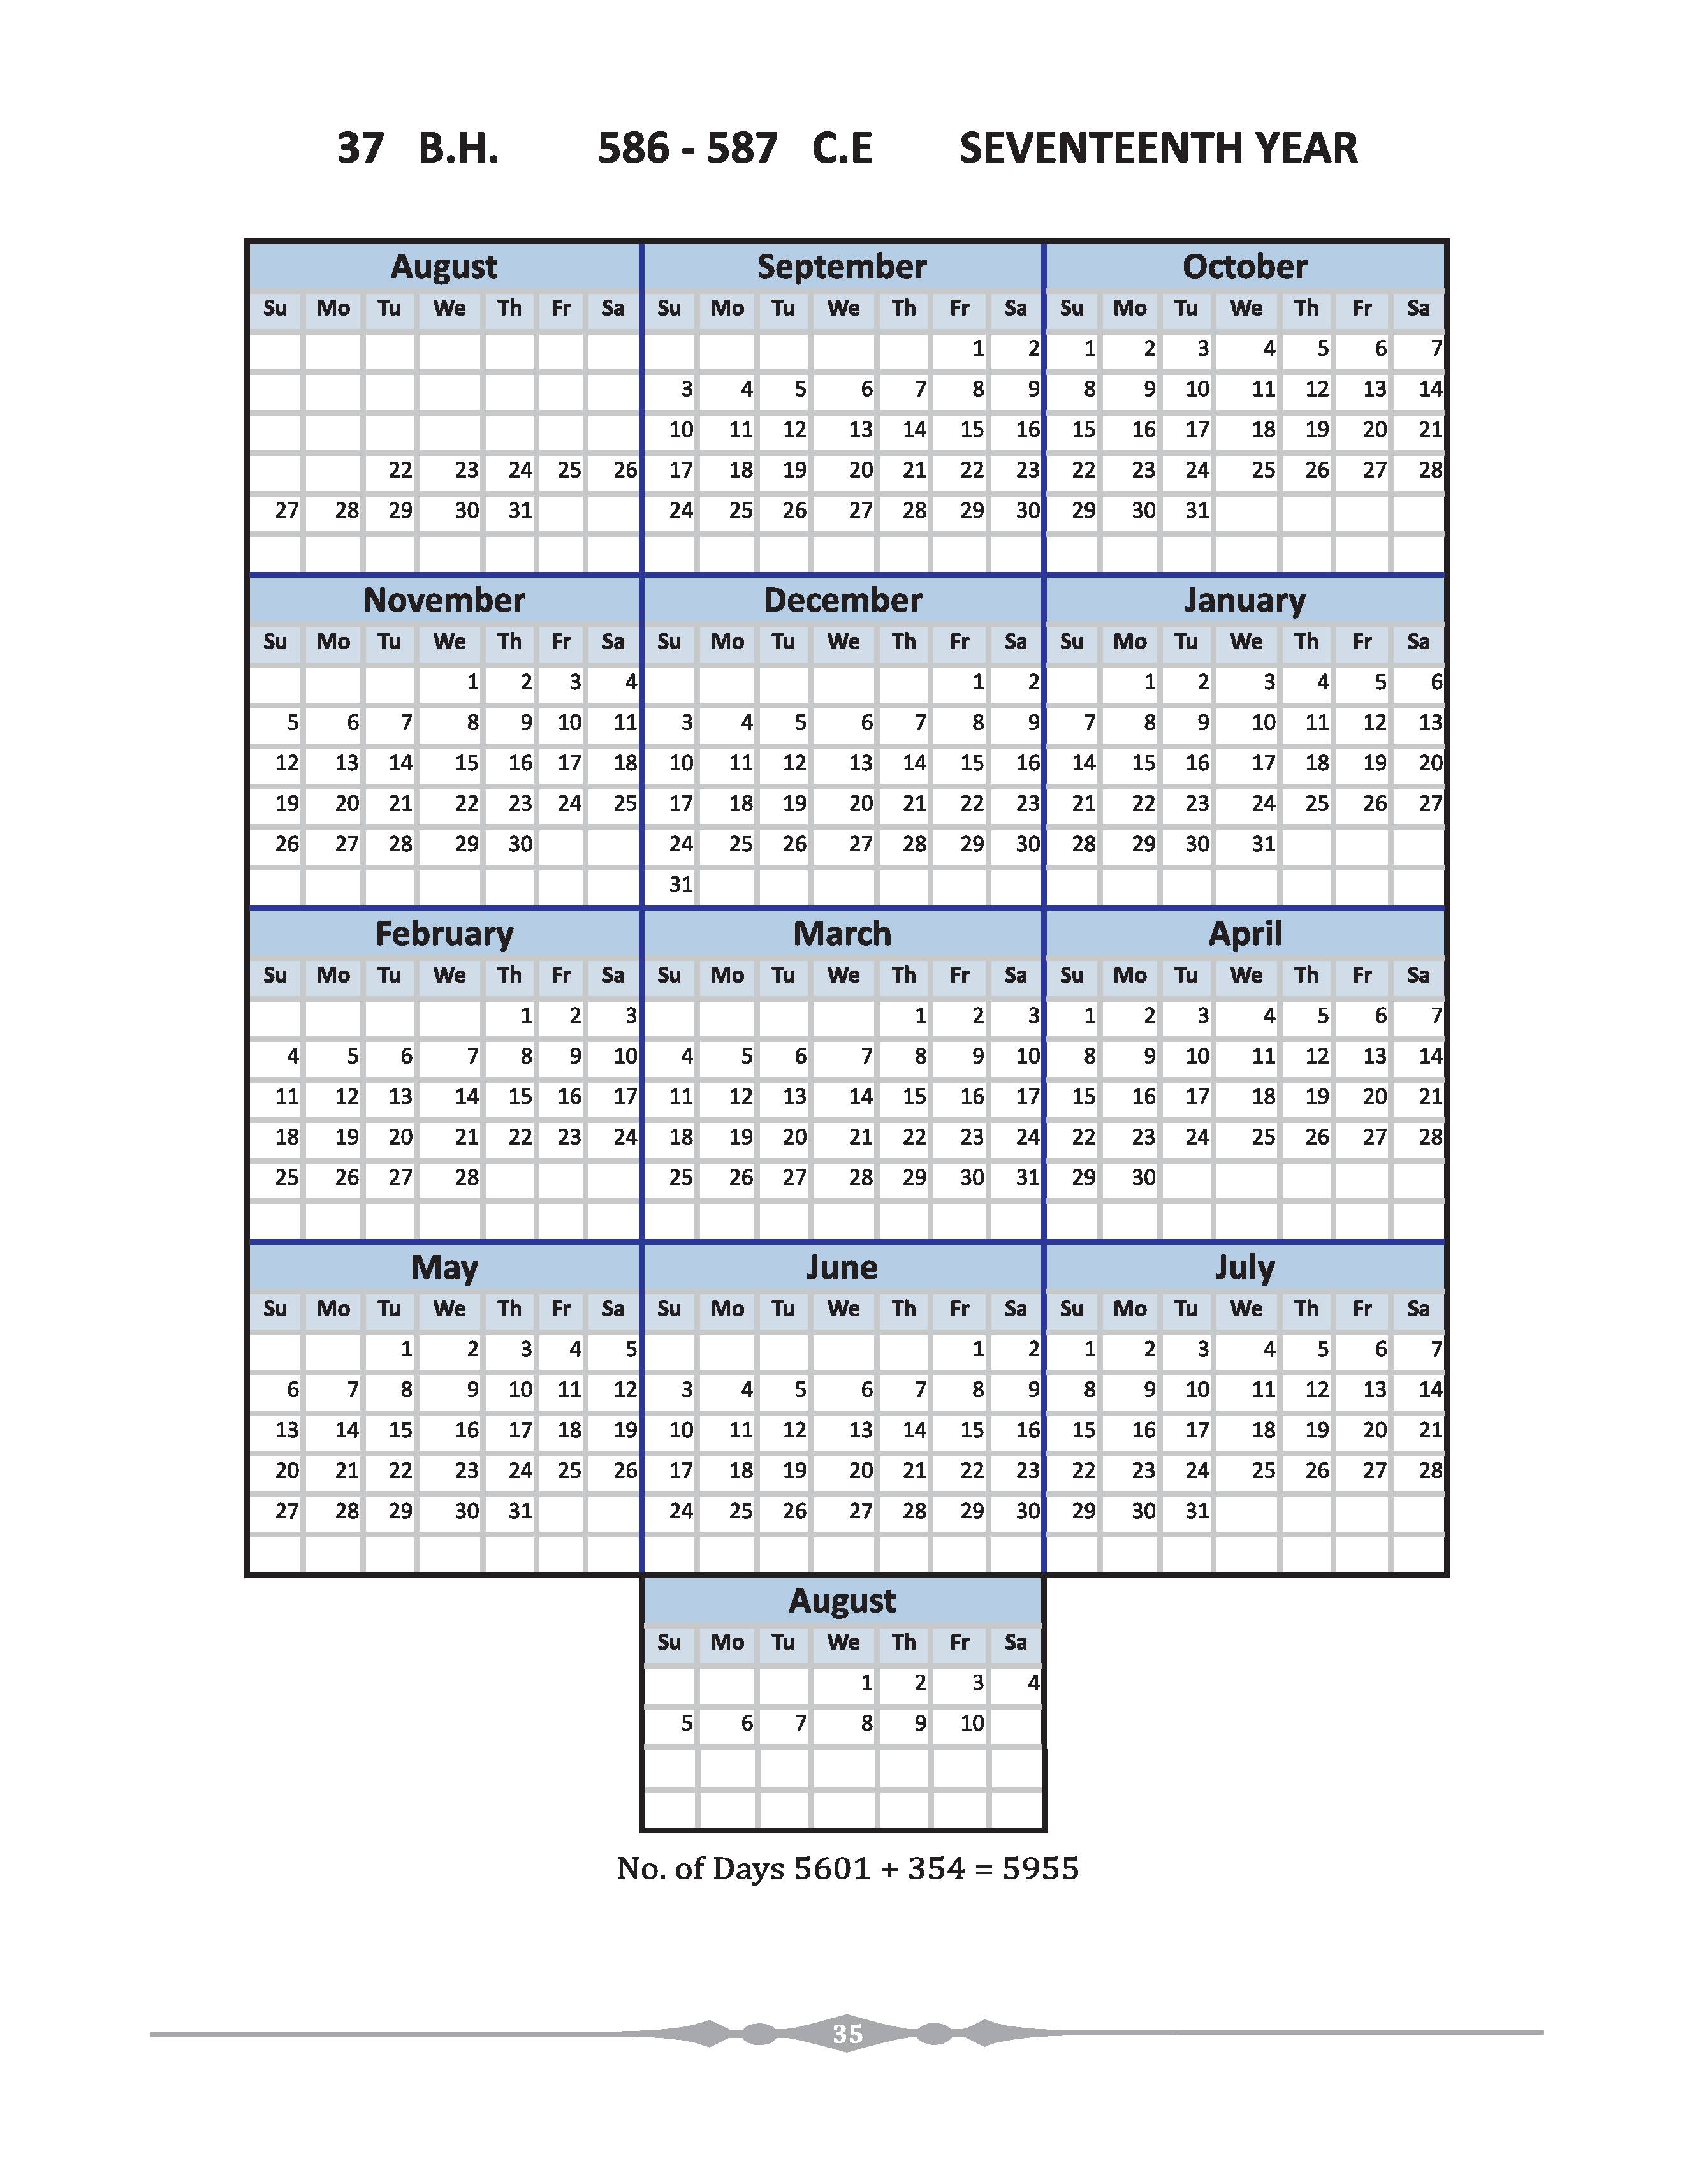 37 B.H. 586 - 587 C.E SEVENTEENTH YEAR
August September October
Su Mo Tu We Th Fr Sa Su Mo Tu We Th Fr Sa Su Mo Tu We Th Fr Sa
1 2 1 2 3 4 5 6 7
3 4 5 6 7 8 9 8 9 10 11 12 13 14
10 11 12 13 14 15 16 15 16 17 18 19 20 21
22 23 24 25 26 17 18 19 20 21 22 23 22 23 24 25 26 27 28
27 28 29 30 31 24 25 26 27 28 29 30 29 30 31
November December January
Su Mo Tu We Th Fr Sa Su Mo Tu We Th Fr Sa Su Mo Tu We Th Fr Sa
1 2 3 4 1 2 1 2 3 4 5 6
5 6 7 8 9 10 11 3 4 5 6 7 8 9 7 8 9 10 11 12 13
12 13 14 15 16 17 18 10 11 12 13 14 15 16 14 15 16 17 18 19 20
19 20 21 22 23 24 25 17 18 19 20 21 22 23 21 22 23 24 25 26 27
26 27 28 29 30 24 25 26 27 28 29 30 28 29 30 31
31
February March April
Su Mo Tu We Th Fr Sa Su Mo Tu We Th Fr Sa Su Mo Tu We Th Fr Sa
1 2 3 1 2 3 1 2 3 4 5 6 7
4 5 6 7 8 9 10 4 5 6 7 8 9 10 8 9 10 11 12 13 14
11 12 13 14 15 16 17 11 12 13 14 15 16 17 15 16 17 18 19 20 21
18 19 20 21 22 23 24 18 19 20 21 22 23 24 22 23 24 25 26 27 28
25 26 27 28 25 26 27 28 29 30 31 29 30
May June July
Su Mo Tu We Th Fr Sa Su Mo Tu We Th Fr Sa Su Mo Tu We Th Fr Sa
1 2 3 4 5 1 2 1 2 3 4 5 6 7
6 7 8 9 10 11 12 3 4 5 6 7 8 9 8 9 10 11 12 13 14
13 14 15 16 17 18 19 10 11 12 13 14 15 16 15 16 17 18 19 20 21
20 21 22 23 24 25 26 17 18 19 20 21 22 23 22 23 24 25 26 27 28
27 28 29 30 31 24 25 26 27 28 29 30 29 30 31
August
Su Mo Tu We Th Fr Sa
1 2 3 4
5 6 7 8 9 10
No. of Days 5601 + 354 = 5955
35